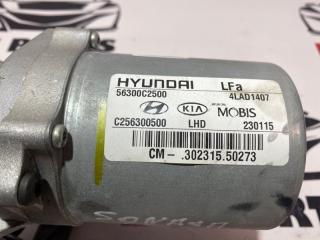 HYUNDAI LFa
56300C2500 4LAD1407
KIA MOBIS
C256300500 LHD 230115
CM- .302315.50273